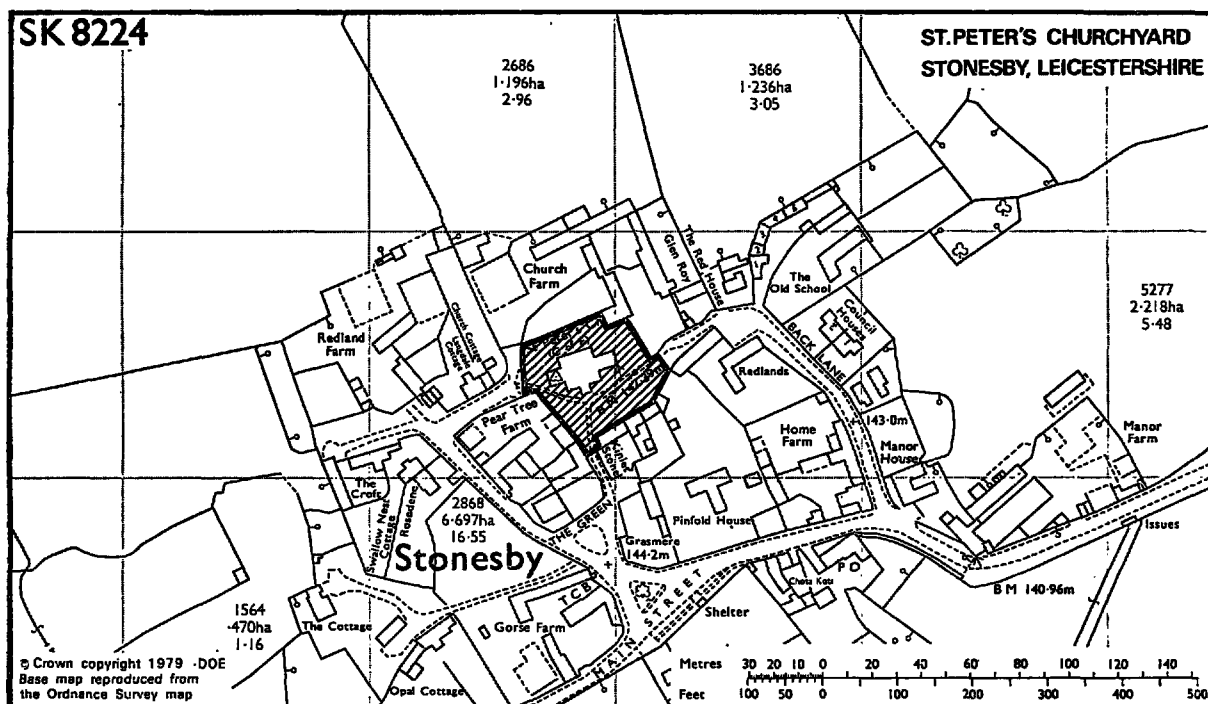 SK 8224
ST. PETER'S CHURCHYARD
STONESBY, LEICESTERSHIRE
2686
1·196ha
2·96
3686
1·236ha
3·05
5277
2·218ha
5·48
Church
Farm
Glen Roy
The Red House
The
Old School
Council
Houses
BACK LANE
Redland
Farm
Church Cottage
Cottage
Redlands
Pear Tree
Farm
Home
Farm
143·0m
Manor
House
Manor
Farm
The
Croft
Swallow Nest
Cottage
Rosedene
2868
6·697ha
16·55
THE GREEN
Pinfold House
Grasmere
144·2m
Issues
Stonesby
TCB
PO
BM 140·96m
1564
·470ha
1·16
The Cottage
Gorse Farm
MAIN STREET
Shelter
Opal Cottage
© Crown copyright 1979 ·DOE
Base map reproduced from
the Ordnance Survey map
Metres 30 20 10 0 20 40 60 80 100 120 140
Feet 100 50 0 100 200 300 400 500